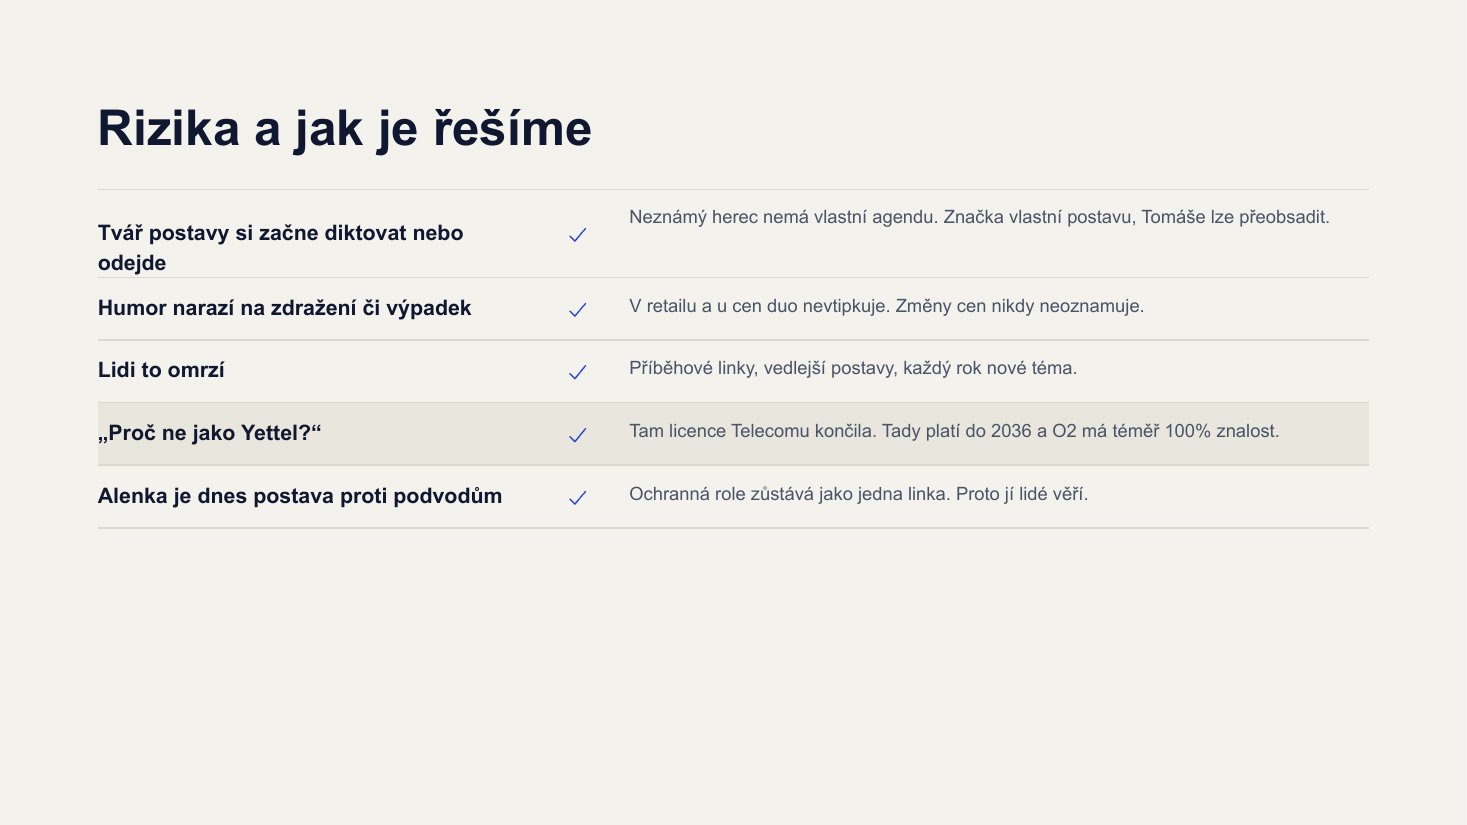 Rizika a jak je řešíme
Tvář postavy si začne diktovat nebo
odejde
Neznámý herec nemá vlastní agendu. Značka vlastní postavu, Tomáše lze přeobsadit.
Humor narazí na zdražení či výpadek
V retailu a u cen duo nevtipkuje. Změny cen nikdy neoznamuje.
Lidi to omrzí
Příběhové linky, vedlejší postavy, každý rok nové téma.
„Proč ne jako Yettel?“
Tam licence Telecomu končila. Tady platí do 2036 a O2 má téměř 100% znalost.
Alenka je dnes postava proti podvodům
Ochranná role zůstává jako jedna linka. Proto jí lidé věří.